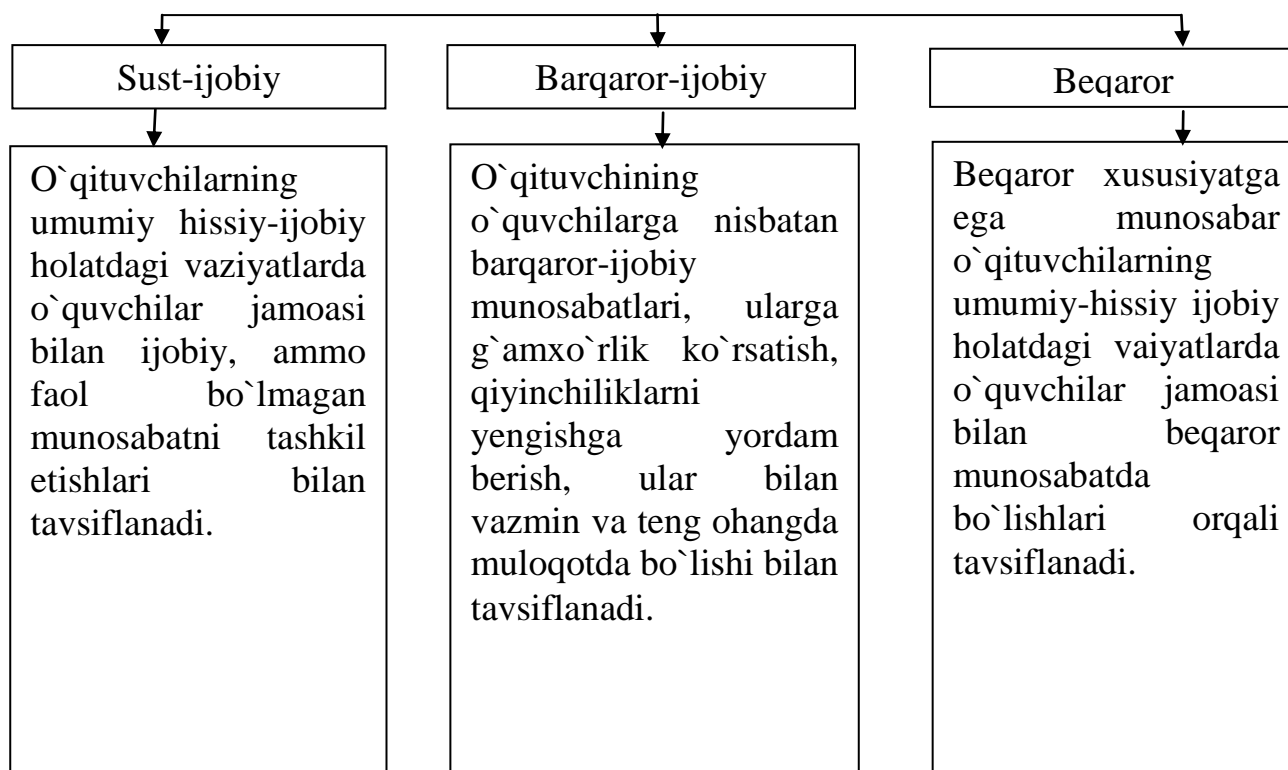 Sust-ijobiy
Barqaror-ijobiy
Beqaror
O`qituvchilarning
umumiy hissiy-ijobiy
holatdagi vaziyatlarda
o`quvchilar jamoasi
bilan ijobiy, ammo
faol bo`lmagan
munosabatni tashkil
etishlari bilan
tavsiflanadi.
O`qituvchining
o`quvchilarga nisbatan
barqaror-ijobiy
munosabatlari, ularga
g`amxo`rlik ko`rsatish,
qiyinchiliklarni
yengishga yordam
berish, ular bilan
vazmin va teng ohangda
muloqotda bo`lishi bilan
tavsiflanadi.
Beqaror xususiyatga
ega munosabar
o`qituvchilarning
umumiy-hissiy ijobiy
holatdagi vaiyatlarda
o`quvchilar jamoasi
bilan beqaror
munosabatda
bo`lishlari orqali
tavsiflanadi.